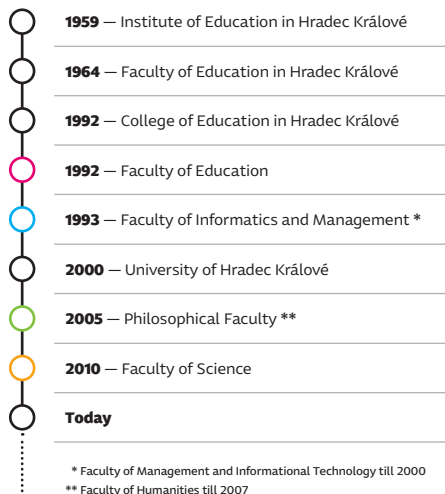 1959 — Institute of Education in Hradec Králové
1964 — Faculty of Education in Hradec Králové
1992 — College of Education in Hradec Králové
1992 — Faculty of Education
1993 — Faculty of Informatics and Management *
2000 — University of Hradec Králové
2005 — Philosophical Faculty **
2010 — Faculty of Science
Today
* Faculty of Management and Informational Technology till 2000
** Faculty of Humanities till 2007